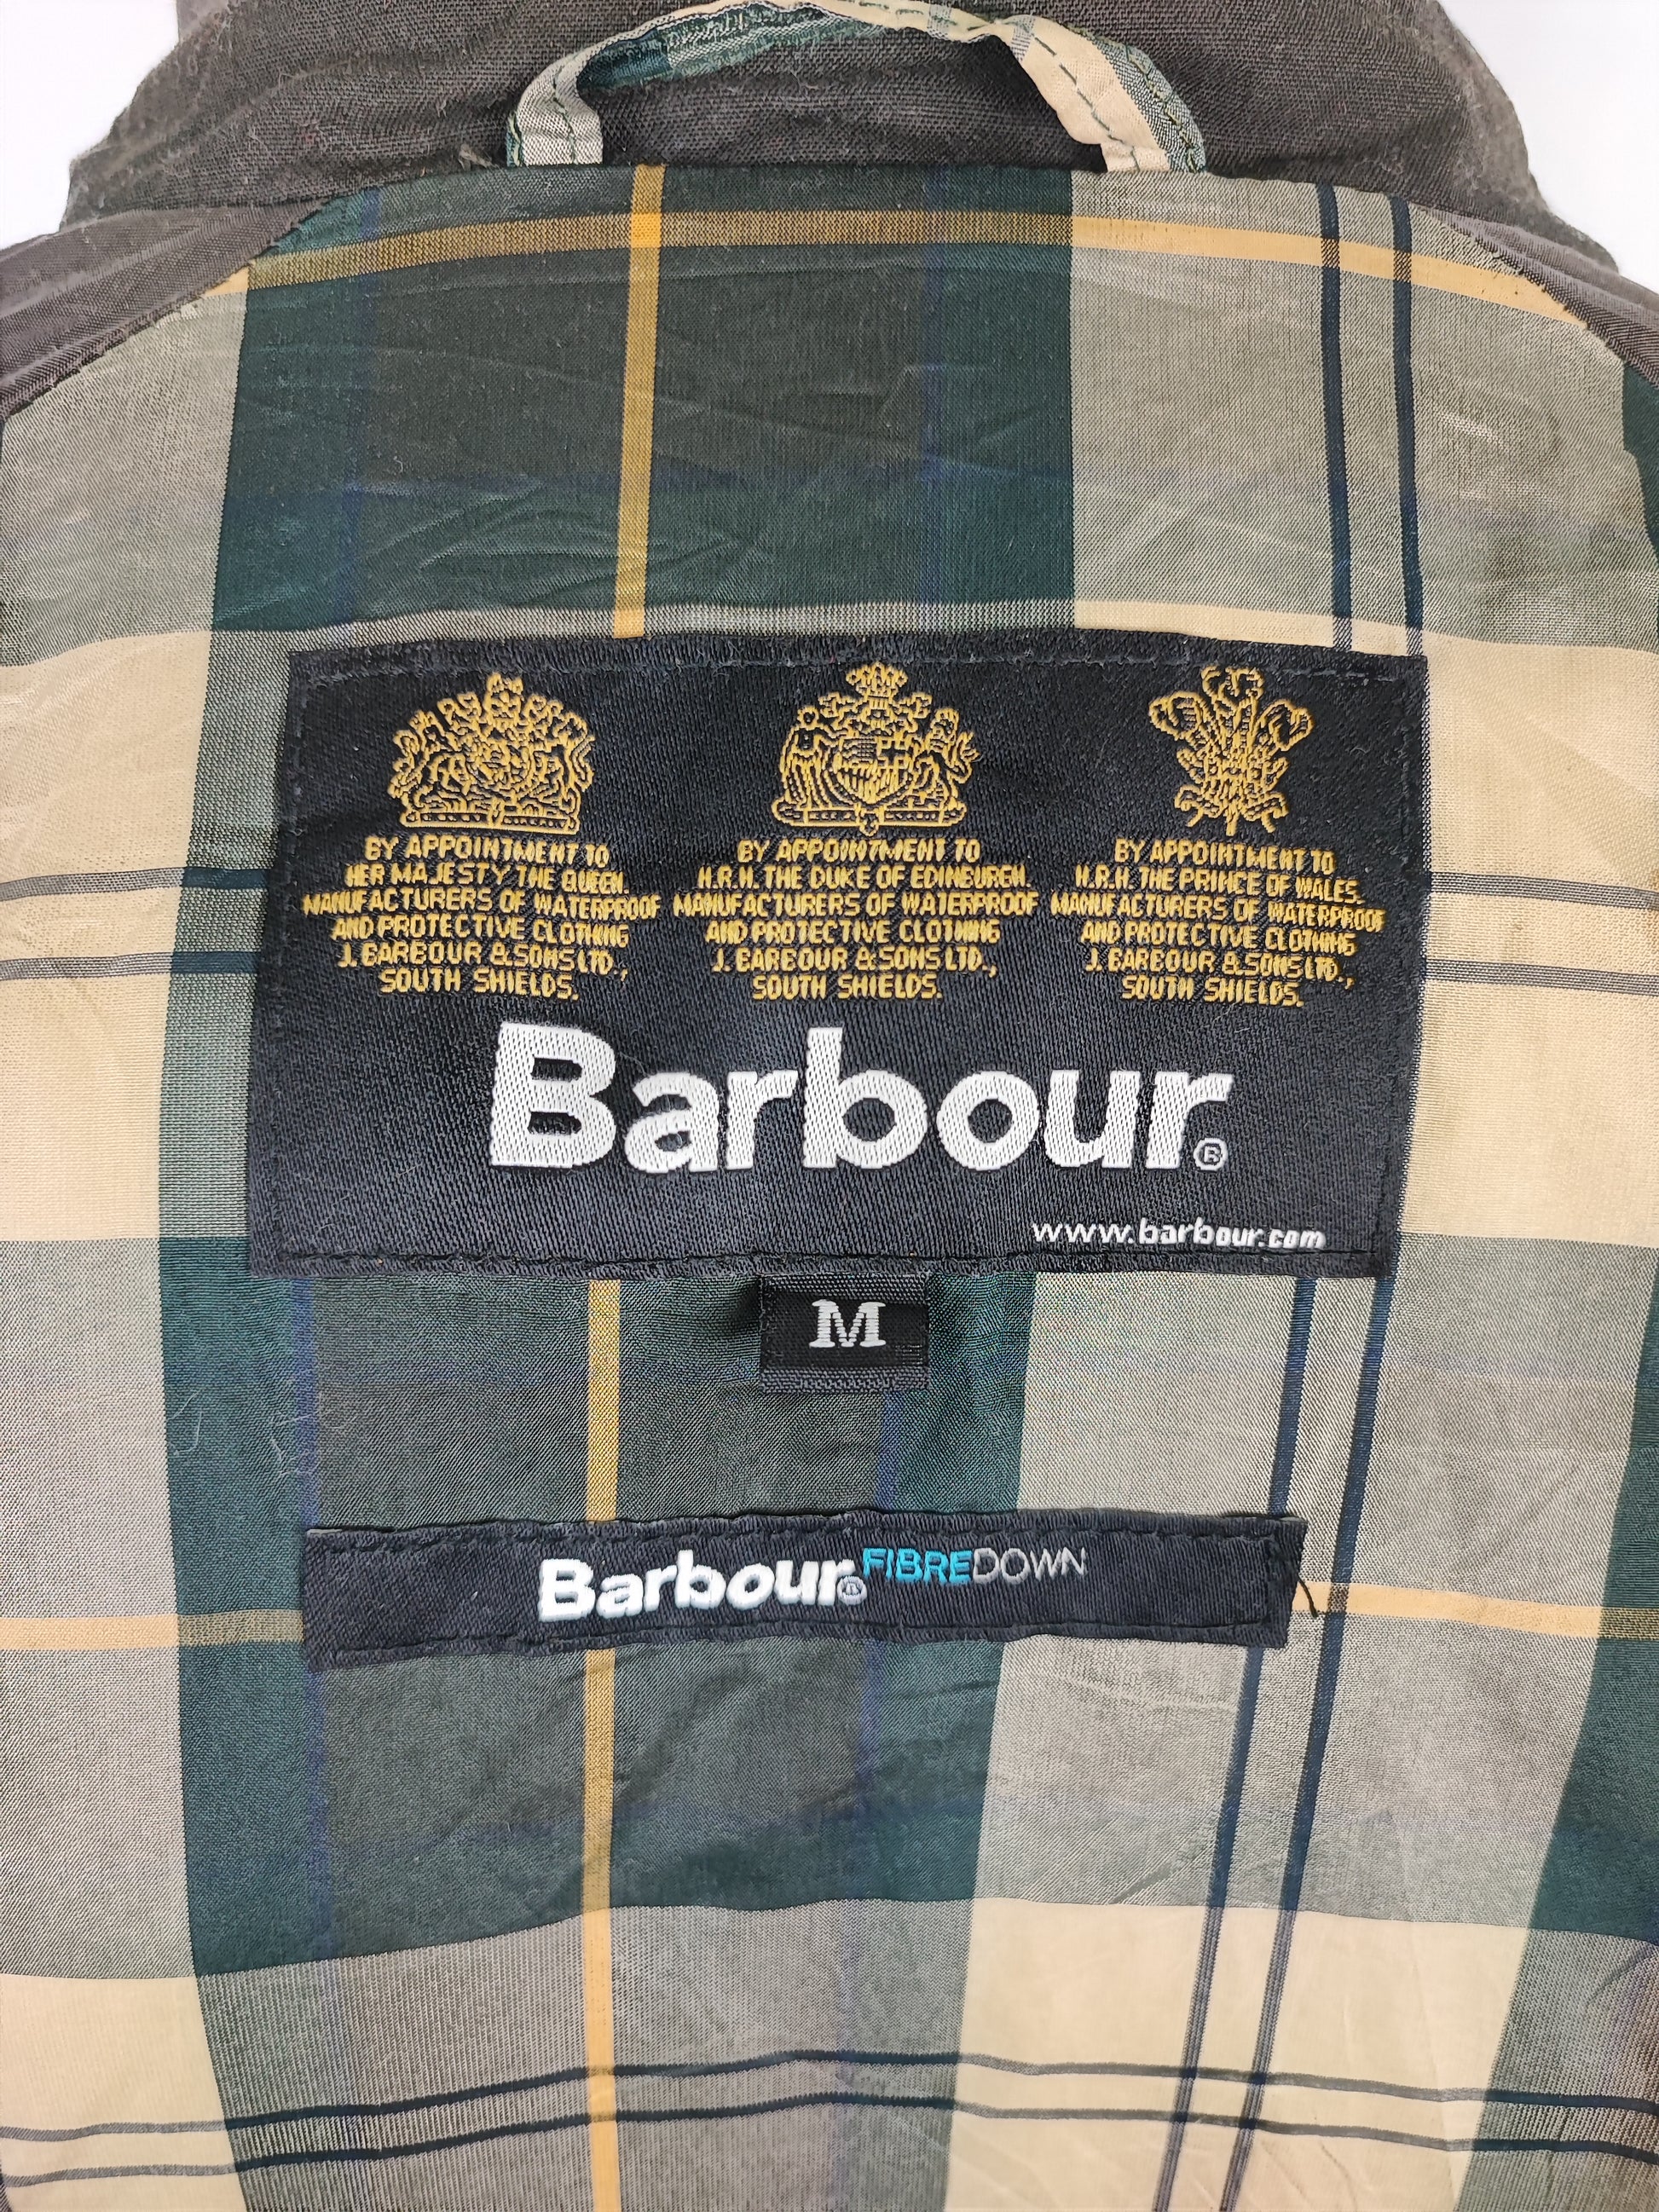 BY APPOINTMENT TO
HER MAJESTY THE QUEEN.
MANUFACTURERS OF WATERPROOF
AND PROTECTIVE CLOTHING
J. BARBOUR & SONS LTD.,
SOUTH SHIELDS.
BY APPOINTMENT TO
H.R.H. THE DUKE OF EDINBURGH
MANUFACTURERS OF WATERPROOF
AND PROTECTIVE CLOTHING
J. BARBOUR & SONS LTD.,
SOUTH SHIELDS.
BY APPOINTMENT TO
H.R.H. THE PRINCE OF WALES.
MANUFACTURERS OF WATERPROOF
AND PROTECTIVE CLOTHING
J. BARBOUR & SONS LTD.,
SOUTH SHIELDS.
Barbour®
www.barbour.com
M
Barbour® FIBREDOWN